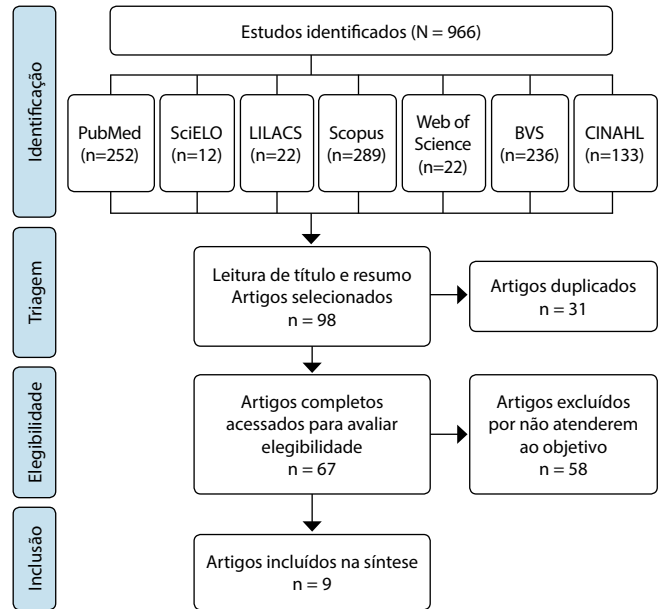 Identificação
Estudos identificados (N = 966)
PubMed
(n=252)
SciELO
(n=12)
LILACS
(n=22)
Scopus
(n=289)
Web of
Science
(n=22)
BVS
(n=236)
CINAHL
(n=133)
Triagem
Leitura de título e resumo
Artigos selecionados
n = 98
Artigos duplicados
n = 31
Elegibilidade
Artigos completos
acessados para avaliar
elegibilidade
n = 67
Artigos excluídos
por não atenderem
ao objetivo
n = 58
Inclusão
Artigos incluídos na síntese
n = 9